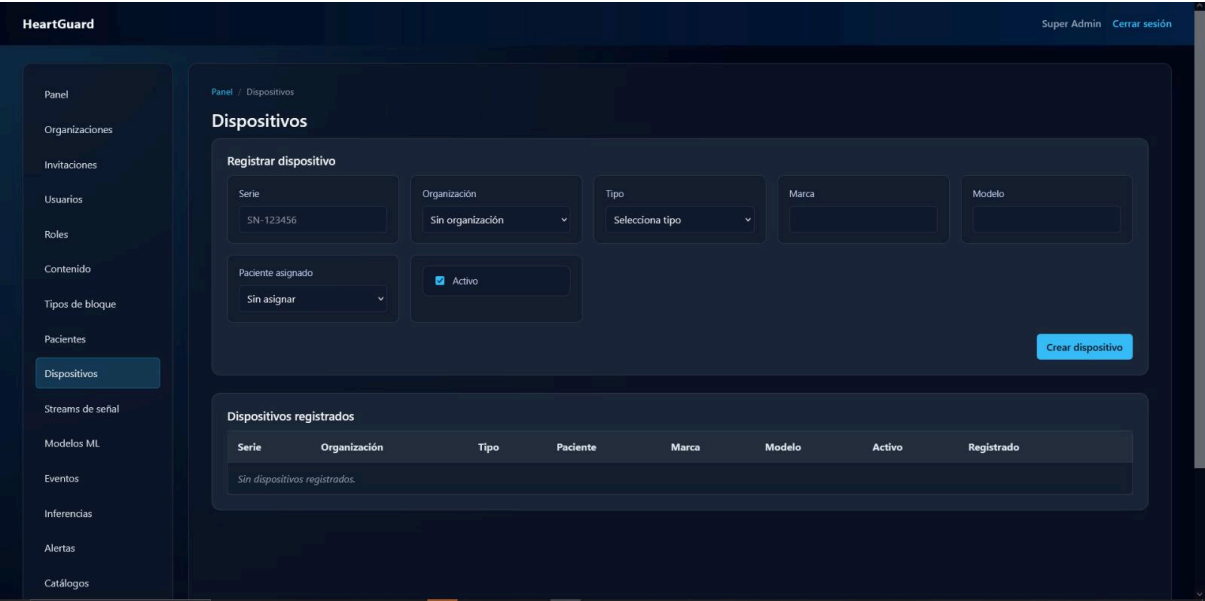 HeartGuard
Super Admin Cerrar sesión
Panel
Organizaciones
Invitaciones
Usuarios
Roles
Contenido
Tipos de bloque
Pacientes
Dispositivos
Streams de señal
Modelos ML
Eventos
Inferencias
Alertas
Catálogos
Panel / Dispositivos
Dispositivos
Registrar dispositivo
Serie
SN-123456
Organización
Sin organización
Tipo
Selecciona tipo
Marca
Modelo
Paciente asignado
Sin asignar
Activo
Crear dispositivo
Dispositivos registrados
Serie Organización Tipo Paciente Marca Modelo Activo Registrado
Sin dispositivos registrados.